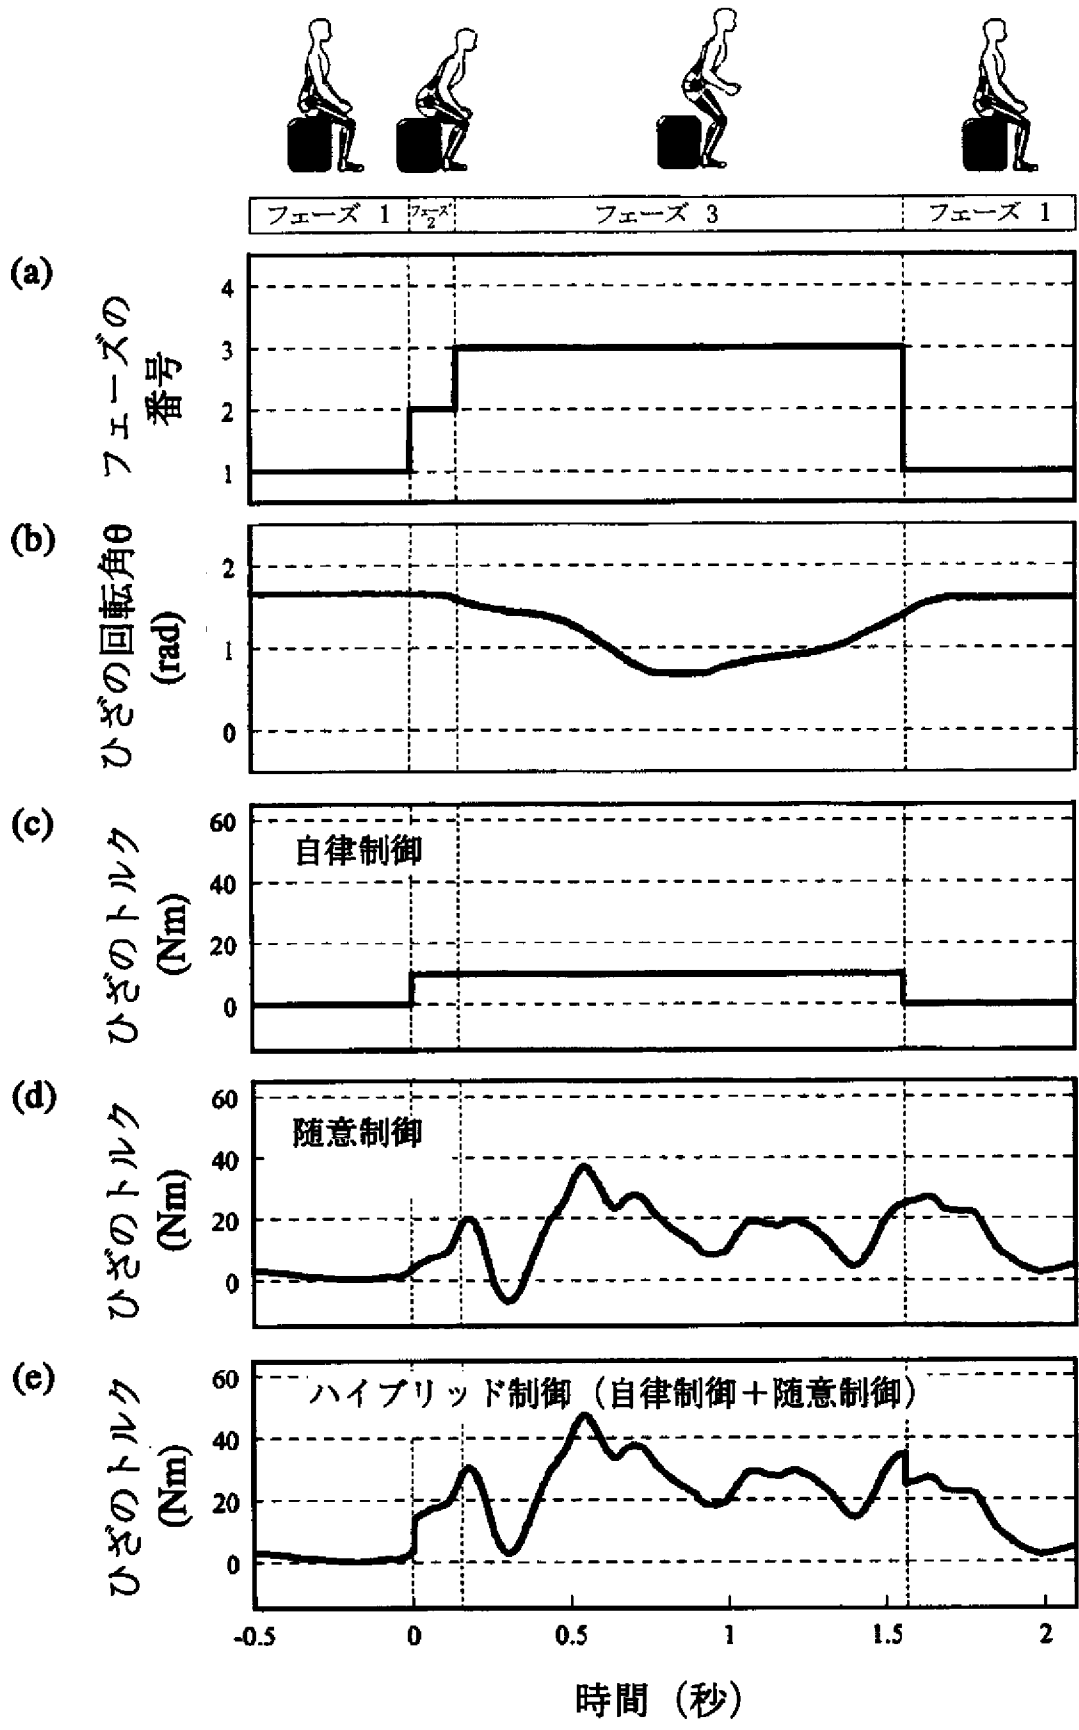 フェーズ 1 フェーズ 2 フェーズ 3 フェーズ 1
(a)
フェーズの
番号
4
3
2
1
(b)
ひざの回転角θ
(rad)
2
1
0
(c)
ひざのトルク
(Nm)
60
40
20
0
自律制御
(d)
ひざのトルク
(Nm)
60
40
20
0
随意制御
(e)
ひざのトルク
(Nm)
60
40
20
0
ハイブリッド制御(自律制御+随意制御)
-0.5 0 0.5 1 1.5 2
時間(秒)